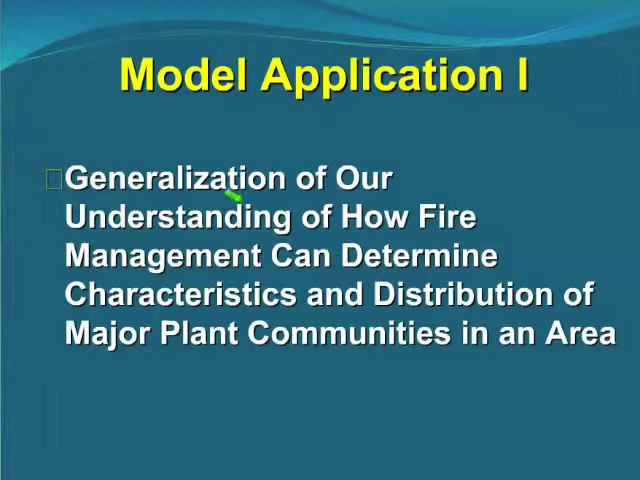 Model Application I
Generalization of Our
Understanding of How Fire
Management Can Determine
Characteristics and Distribution of
Major Plant Communities in an Area